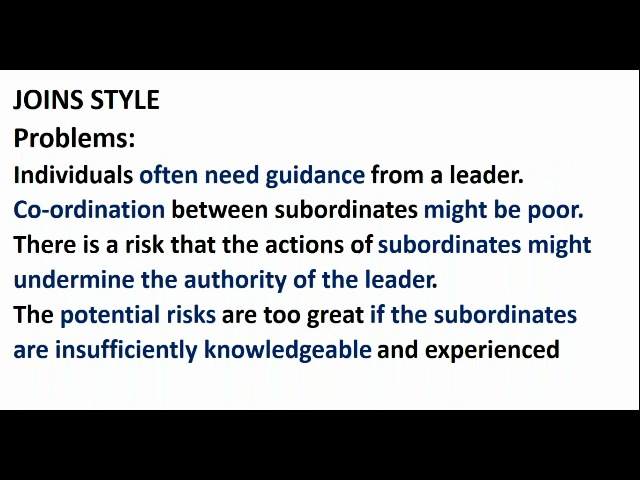 JOINS STYLE
Problems:
Individuals often need guidance from a leader.
Co-ordination between subordinates might be poor.
There is a risk that the actions of subordinates might
undermine the authority of the leader.
The potential risks are too great if the subordinates
are insufficiently knowledgeable and experienced